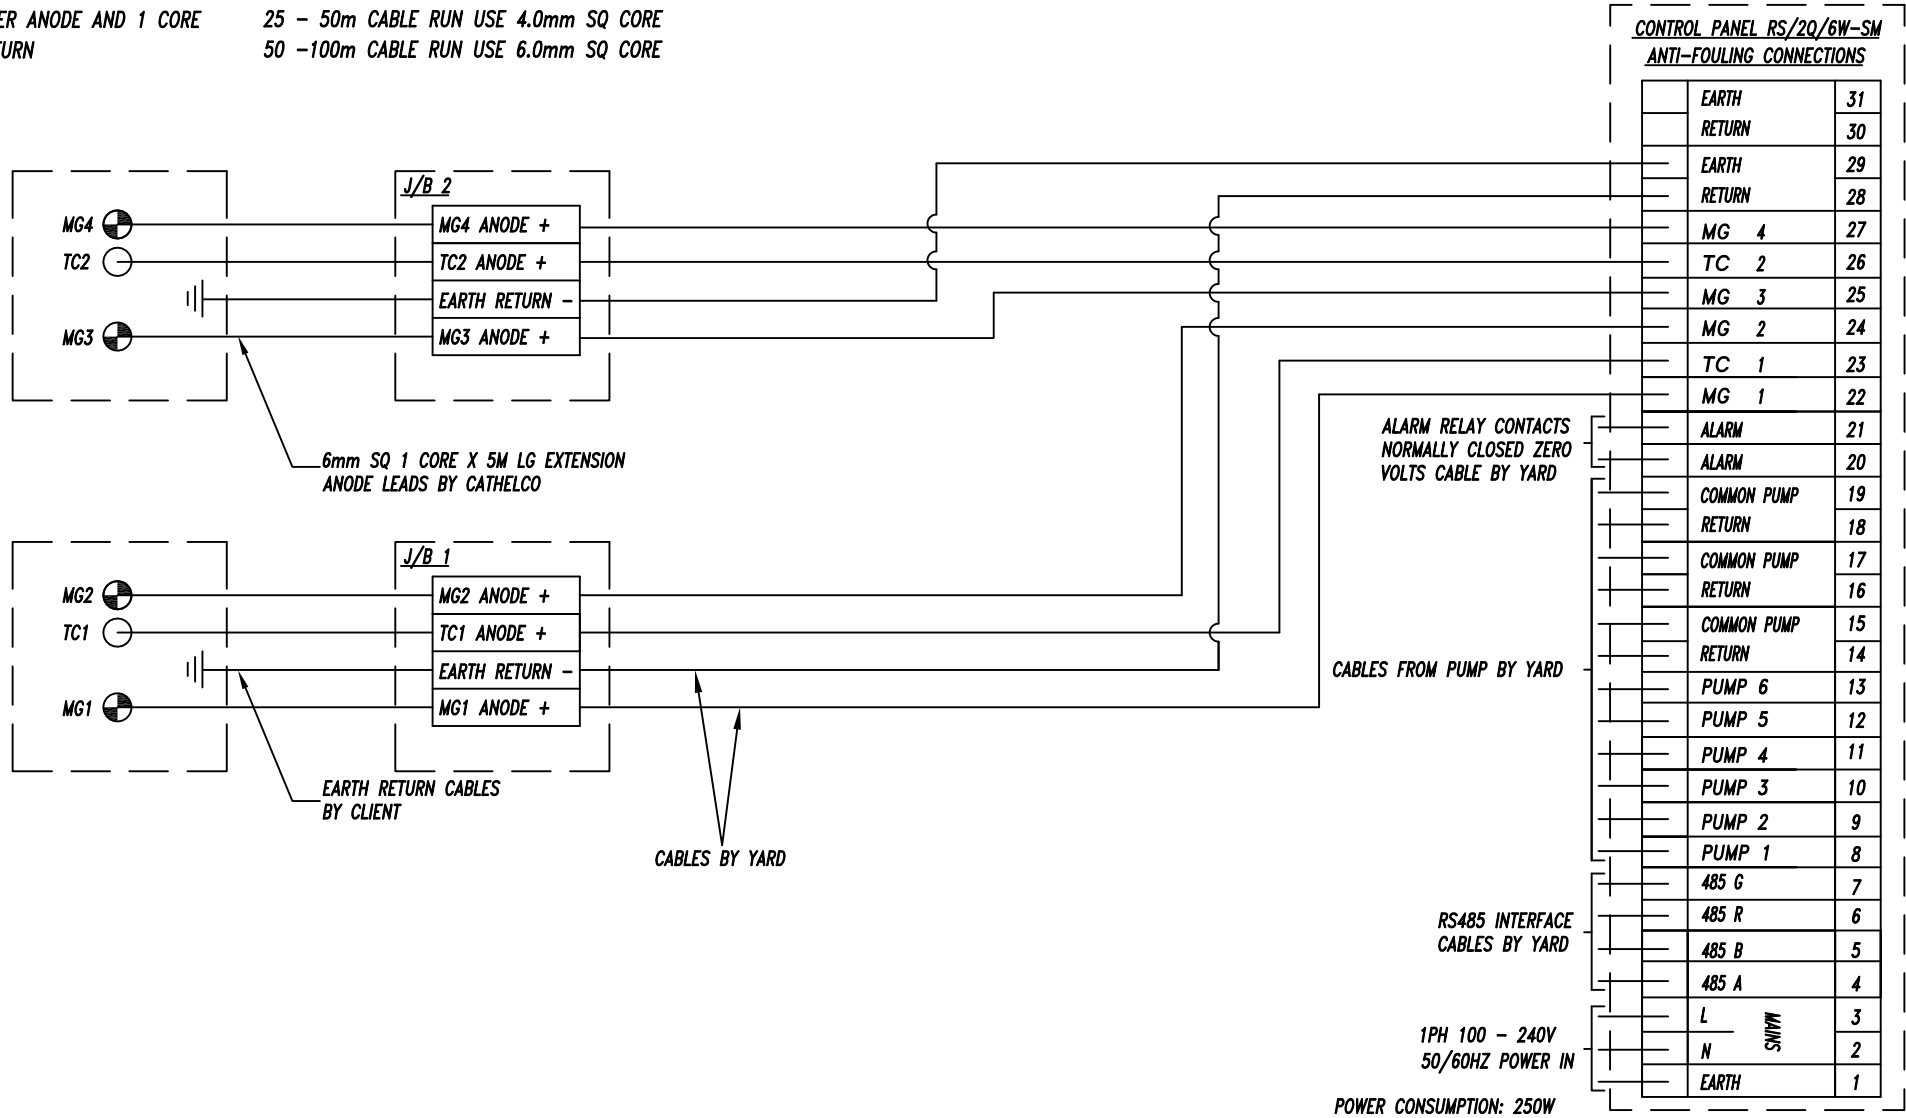 ER ANODE AND 1 CORE
TURN
25 - 50m CABLE RUN USE 4.0mm SQ CORE
50 -100m CABLE RUN USE 6.0mm SQ CORE
MG4
TC2
MG3
J/B 2
MG4 ANODE +
TC2 ANODE +
EARTH RETURN -
MG3 ANODE +
6mm SQ 1 CORE X 5M LG EXTENSION
ANODE LEADS BY CATHELCO
MG2
TC1
MG1
J/B 1
MG2 ANODE +
TC1 ANODE +
EARTH RETURN -
MG1 ANODE +
EARTH RETURN CABLES
BY CLIENT
CABLES BY YARD
ALARM RELAY CONTACTS
NORMALLY CLOSED ZERO
VOLTS CABLE BY YARD
CABLES FROM PUMP BY YARD
RS485 INTERFACE
CABLES BY YARD
1PH 100 - 240V
50/60HZ POWER IN
POWER CONSUMPTION: 250W
CONTROL PANEL RS/2Q/6W-SM
ANTI-FOULING CONNECTIONS
EARTH 31
RETURN 30
EARTH 29
RETURN 28
MG 4 27
TC 2 26
MG 3 25
MG 2 24
TC 1 23
MG 1 22
ALARM 21
ALARM 20
COMMON PUMP 19
RETURN 18
COMMON PUMP 17
RETURN 16
COMMON PUMP 15
RETURN 14
PUMP 6 13
PUMP 5 12
PUMP 4 11
PUMP 3 10
PUMP 2 9
PUMP 1 8
485 G 7
485 R 6
485 B 5
485 A 4
L 3
MAINS
N 2
EARTH 1